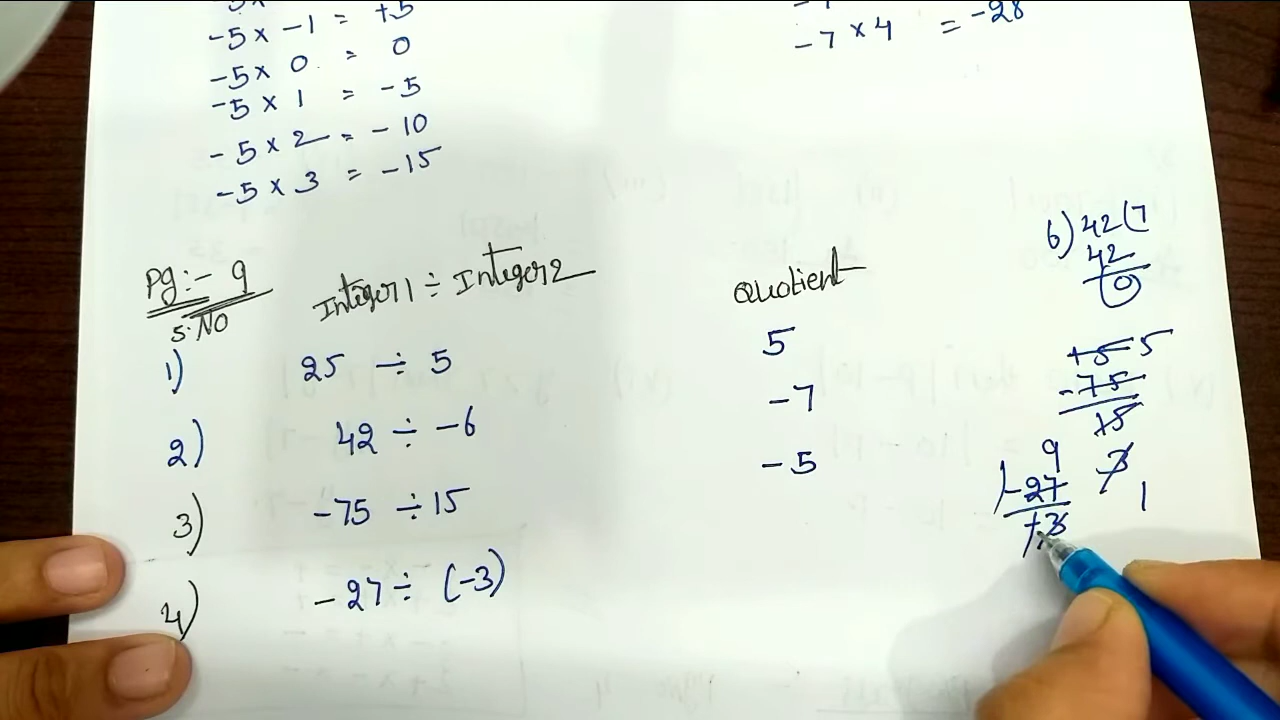 -5 × -1 = +5
-5 × 0 = 0
-5 × 1 = -5
-5 × 2 = -10
-5 × 3 = -15
-7 × 4 = -28
Pg:- 9
S.No Integer1 ÷ Integer2 Quotient
1) 25 ÷ 5 5
2) 42 ÷ -6 -7
3) -75 ÷ 15 -5
4) -27 ÷ (-3)
6) 42 (7
42
0
5
-75
15
9
-27
1